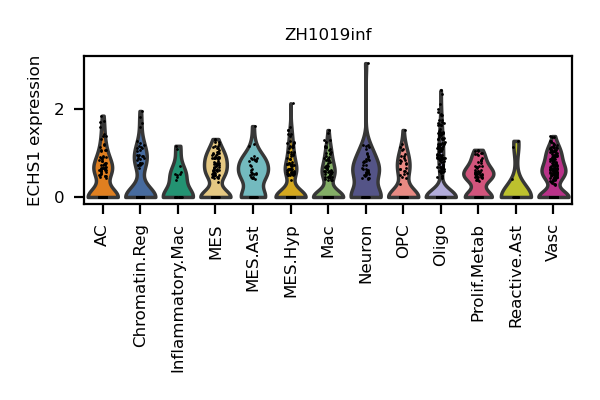 ZH1019inf
ECHS1 expression
2
0
AC
Chromatin.Reg
Inflammatory.Mac
MES
MES.Ast
MES.Hyp
Mac
Neuron
OPC
Oligo
Prolif.Metab
Reactive.Ast
Vasc